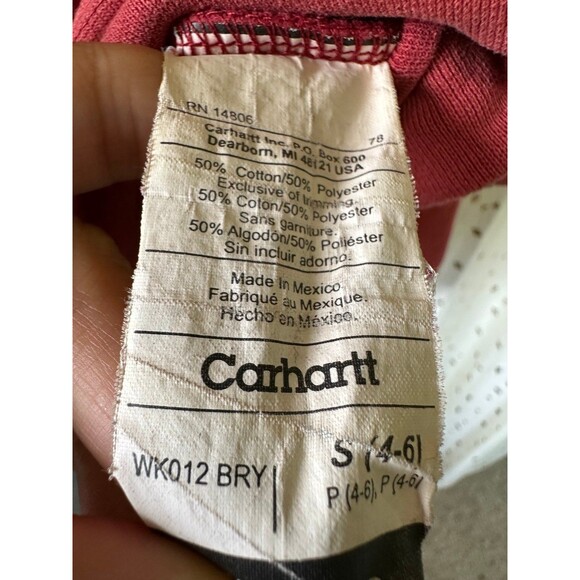 RN 14806
78
Carhartt Inc. P.O. Box 600
Dearborn, MI 48121 USA
50% Cotton/50% Polyester
Exclusive of trimming.
50% Coton/50% Polyester
Sans garniture.
50% Algodón/50% Poliéster
Sin incluir adorno.
Made In Mexico
Fabriqué au Mexique.
Hecho en México.
Carhartt
WK012 BRY
S (4-6)
P (4-6), P (4-6)